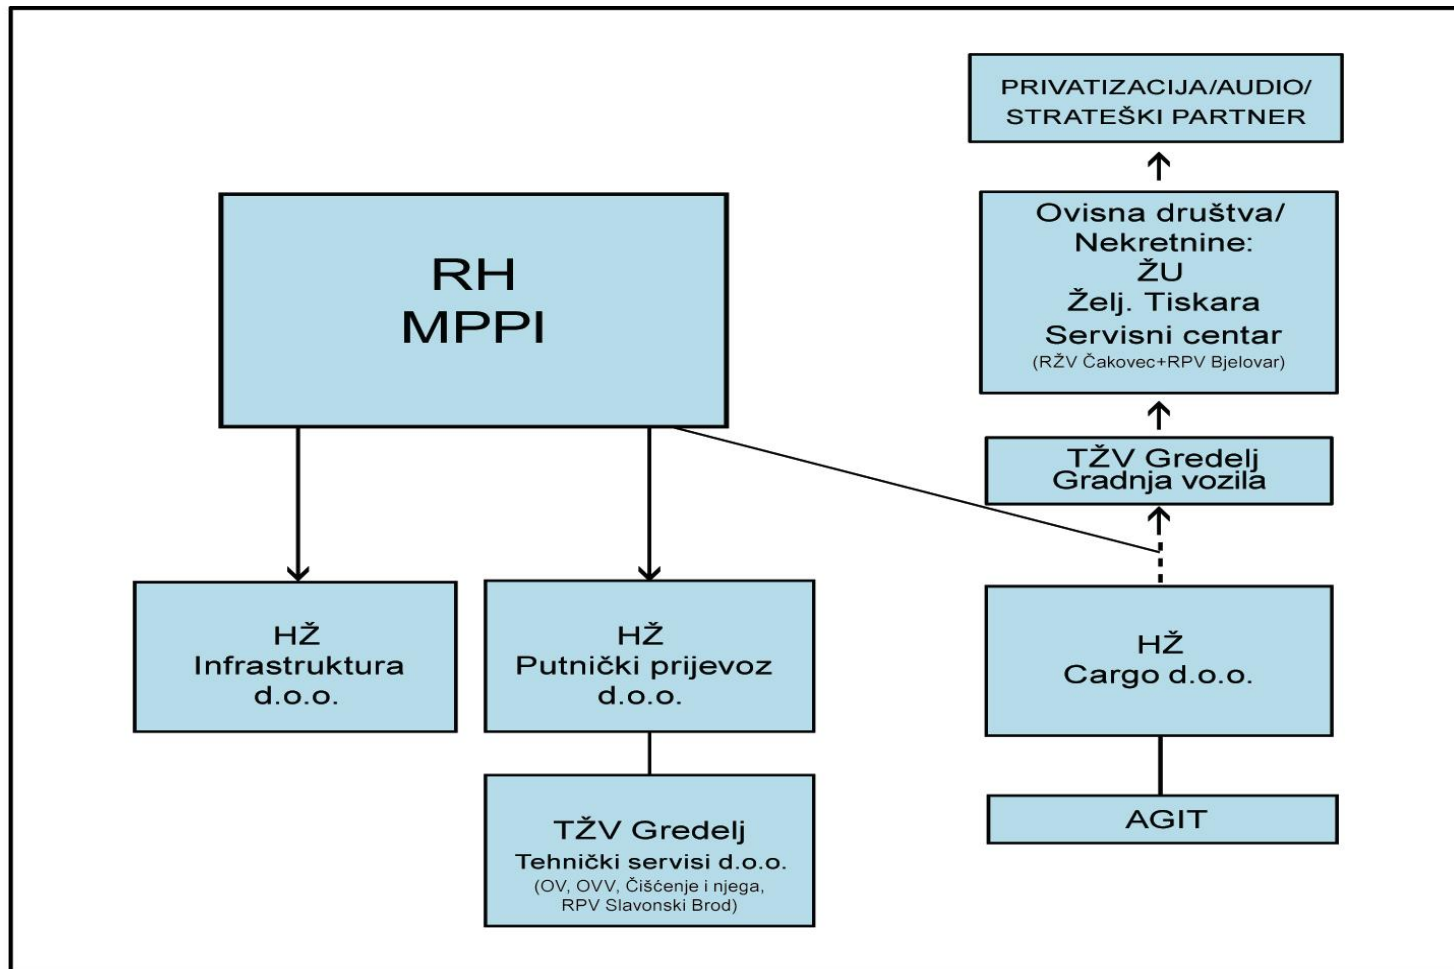 PRIVATIZACIJA/AUDIO/
STRATEŠKI PARTNER
Ovisna društva/
Nekretnine:
ŽU
Želj. Tiskara
Servisni centar
(RŽV Čakovec+RPV Bjelovar)
RH
MPPI
TŽV Gredelj
Gradnja vozila
HŽ
Infrastruktura
d.o.o.
HŽ
Putnički prijevoz
d.o.o.
HŽ
Cargo d.o.o.
TŽV Gredelj
Tehnički servisi d.o.o.
(OV, OVV, Čišćenje i njega,
RPV Slavonski Brod)
AGIT